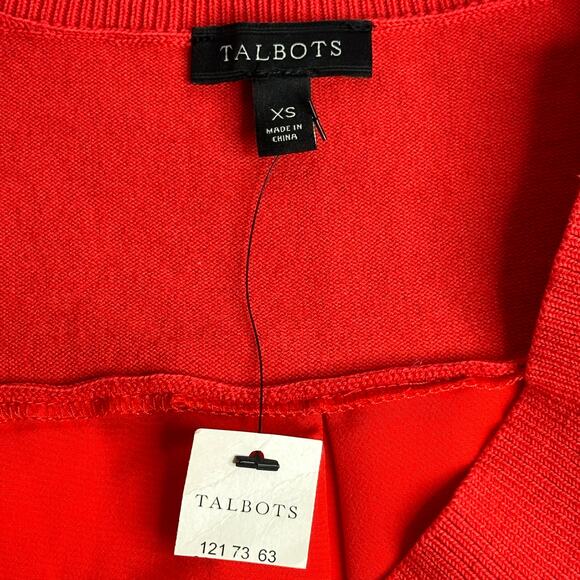 TALBOTS
XS
MADE IN
CHINA
TALBOTS
121 73 63